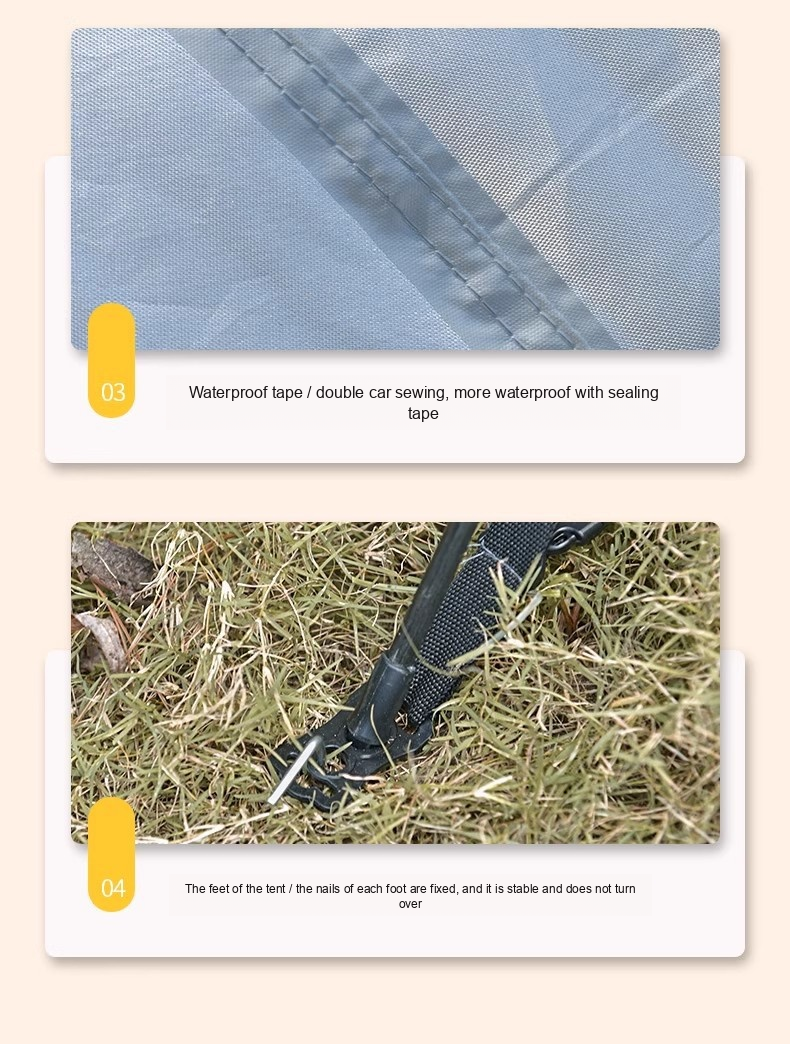 03
Waterproof tape / double car sewing, more waterproof with sealing
tape
04
The feet of the tent / the nails of each foot are fixed, and it is stable and does not turn
over